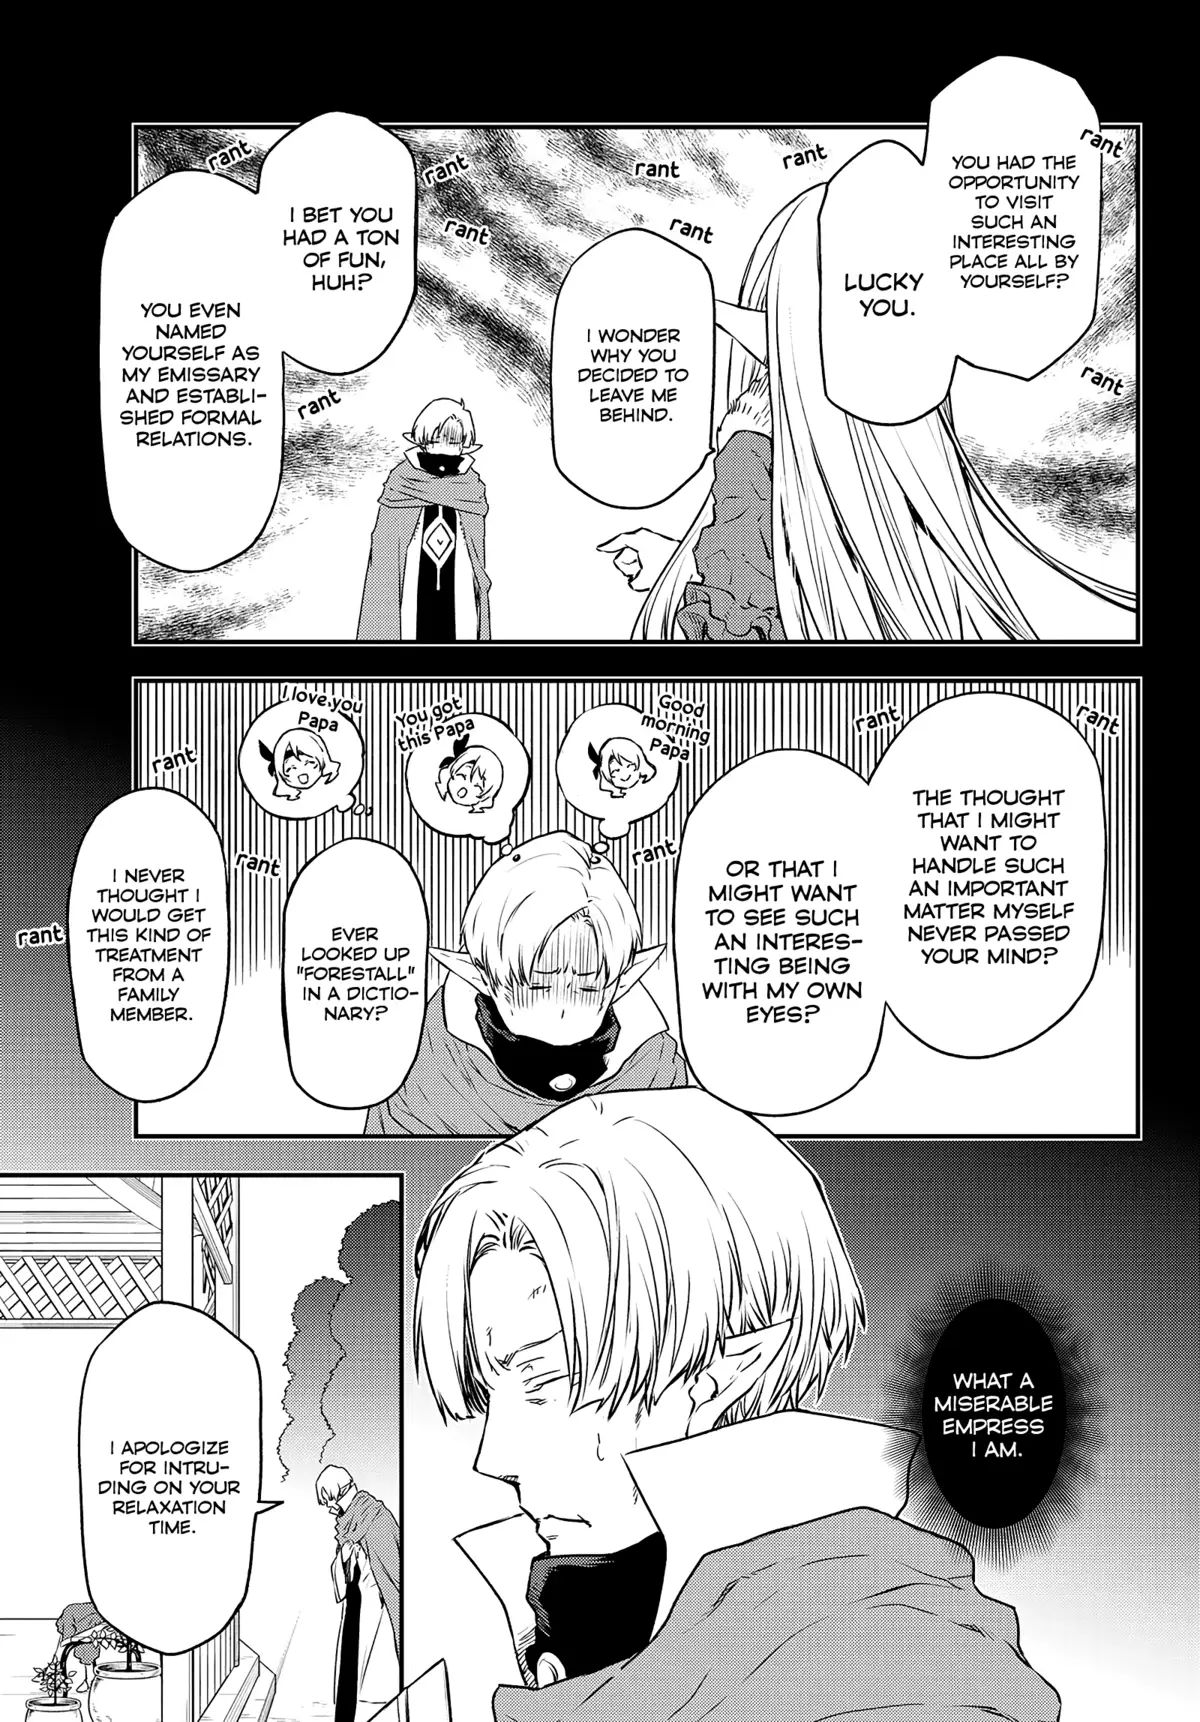 YOU HAD THE
OPPORTUNITY
TO VISIT
SUCH AN
INTERESTING
PLACE ALL BY
YOURSELF?
LUCKY
YOU.
I WONDER
WHY YOU
DECIDED TO
LEAVE ME
BEHIND.
I BET YOU
HAD A TON
OF FUN,
HUH?
YOU EVEN
NAMED
YOURSELF AS
MY EMISSARY
AND ESTABLI-
SHED FORMAL
RELATIONS.
rant
rant
rant
rant
rant
rant
rant
rant
rant
THE THOUGHT
THAT I MIGHT
WANT TO
HANDLE SUCH
AN IMPORTANT
MATTER MYSELF
NEVER PASSED
YOUR MIND?
OR THAT I
MIGHT WANT
TO SEE SUCH
AN INTERES-
TING BEING
WITH MY OWN
EYES?
Good
morning
Papa
You got
this Papa
I love you
Papa
EVER
LOOKED UP
"FORESTALL"
IN A DICTIO-
NARY?
I NEVER
THOUGHT I
WOULD GET
THIS KIND OF
TREATMENT
FROM A
FAMILY
MEMBER.
rant
rant
rant
rant
rant
rant
WHAT A
MISERABLE
EMPRESS
I AM.
I APOLOGIZE
FOR INTRU-
DING ON YOUR
RELAXATION
TIME.